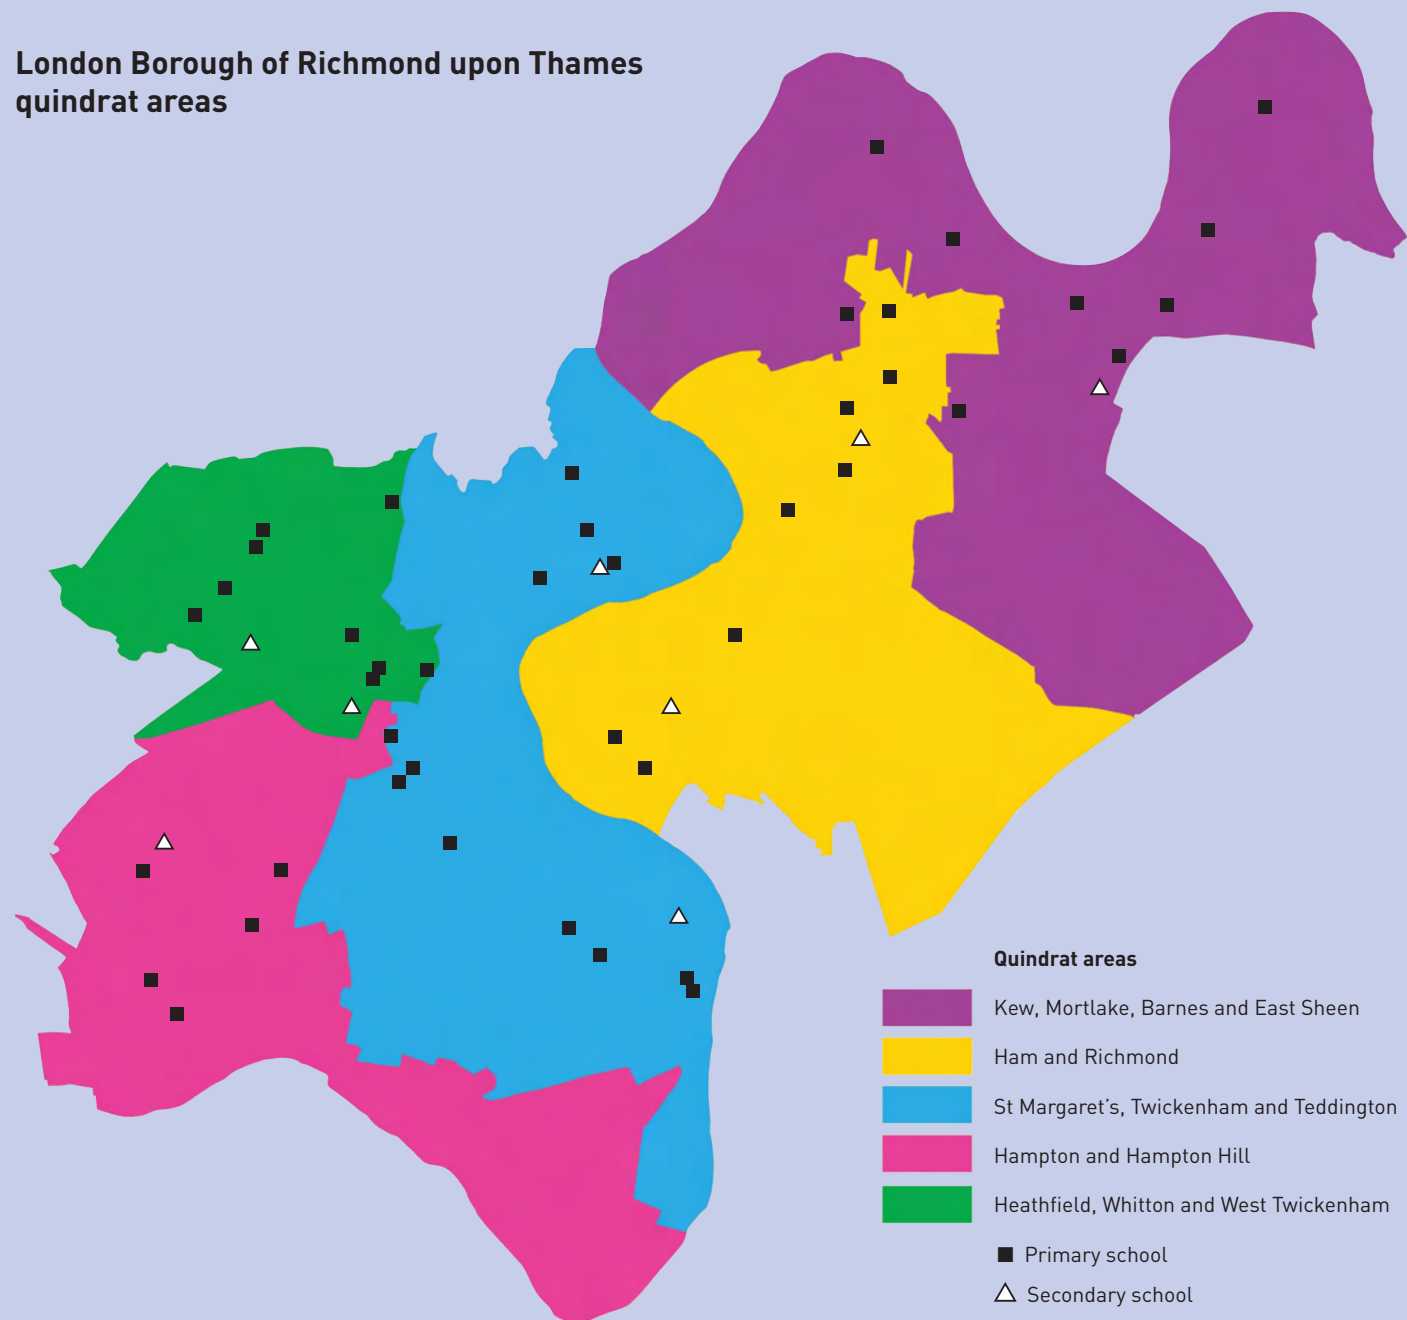 London Borough of Richmond upon Thames
quindrat areas
Quindrat areas
Kew, Mortlake, Barnes and East Sheen
Ham and Richmond
St Margaret's, Twickenham and Teddington
Hampton and Hampton Hill
Heathfield, Whitton and West Twickenham
Primary school
Secondary school